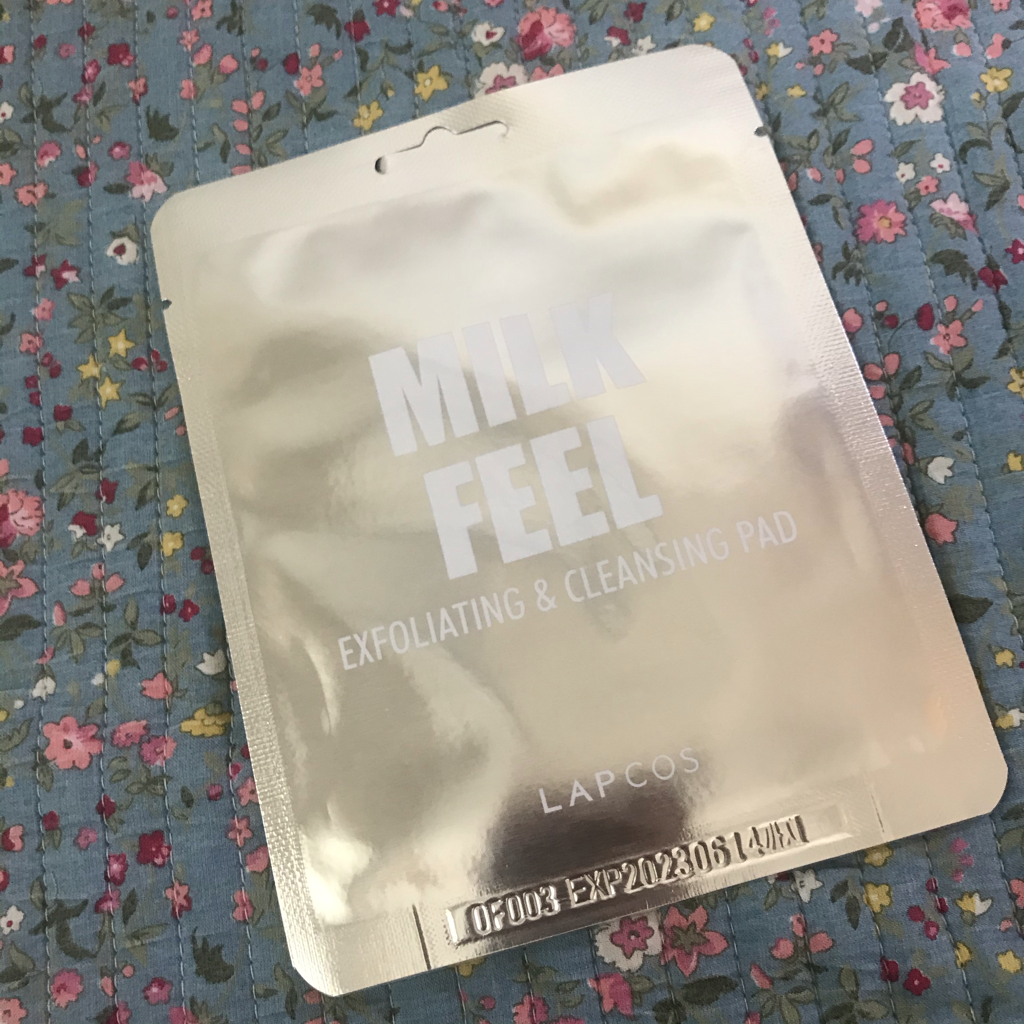 MILK
FEEL
EXFOLIATING & CLEANSING PAD
LAPCOS
0F003 EXP20230614까지